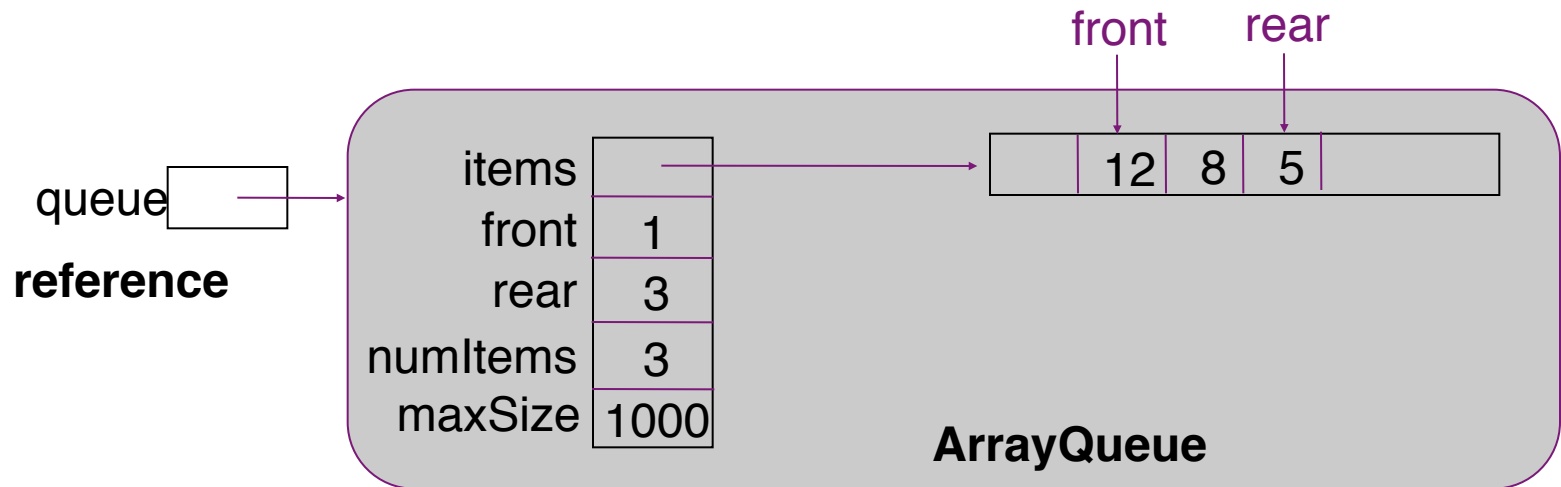 front rear
items
12 8 5
queue
front 1
reference
rear 3
numItems 3
maxSize 1000
ArrayQueue